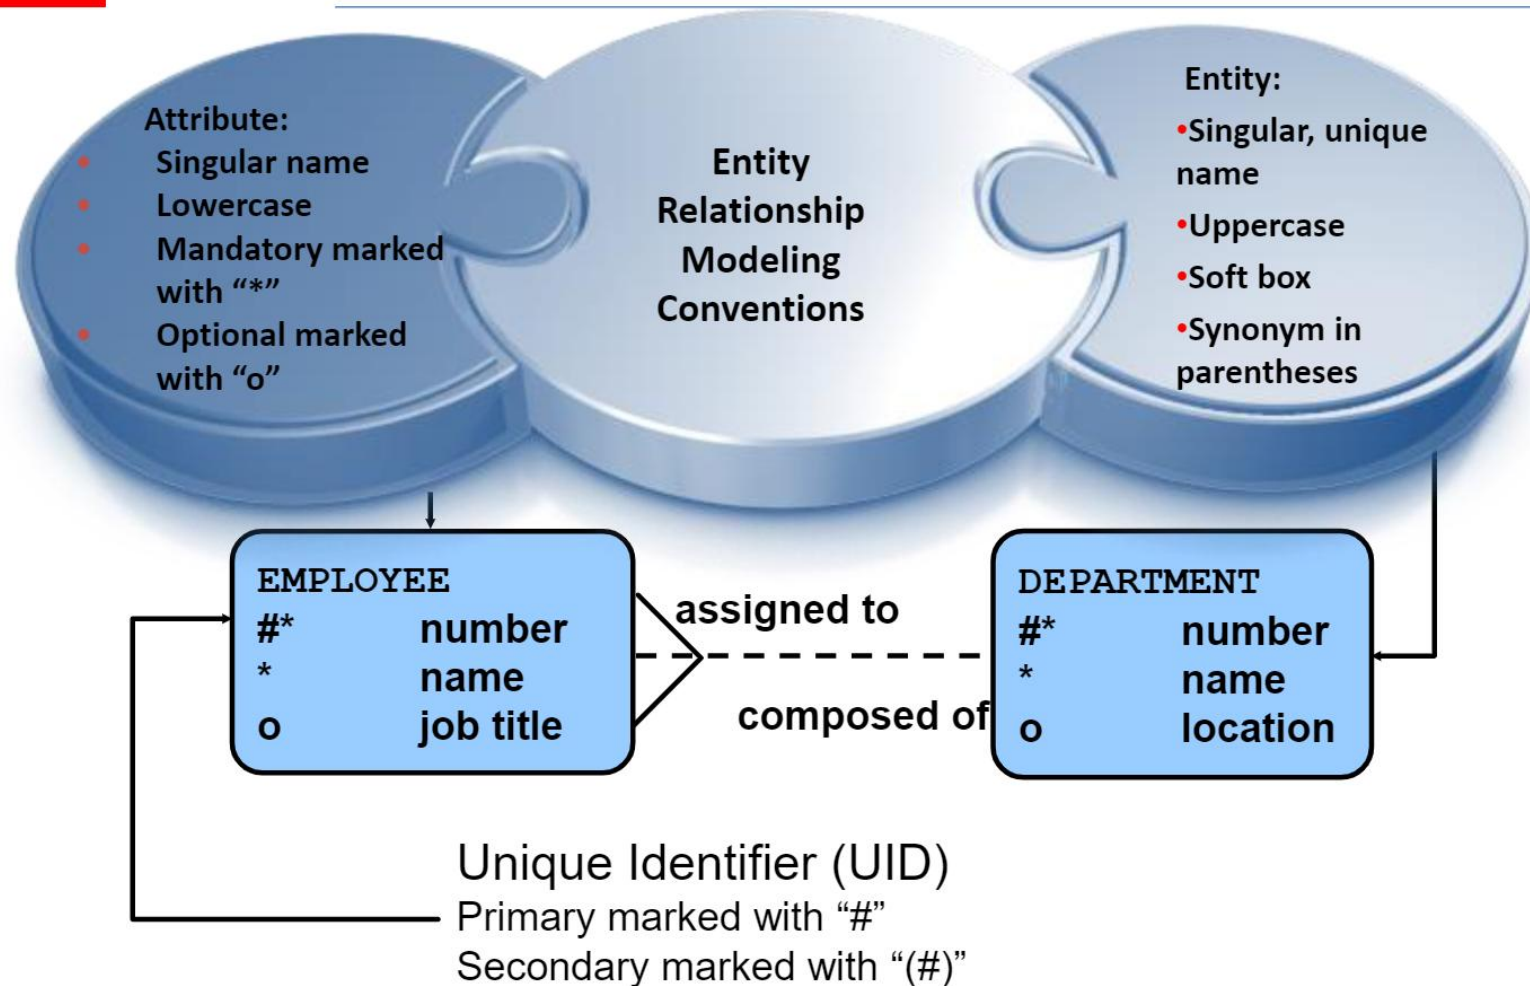 Attribute:
• Singular name
• Lowercase
• Mandatory marked
with “*”
• Optional marked
with “o”
Entity
Relationship
Modeling
Conventions
Entity:
•Singular, unique
name
•Uppercase
•Soft box
•Synonym in
parentheses
EMPLOYEE
#* number
* name
o job title
assigned to
composed of
DEPARTMENT
#* number
* name
o location
Unique Identifier (UID)
Primary marked with “#”
Secondary marked with “(#)”